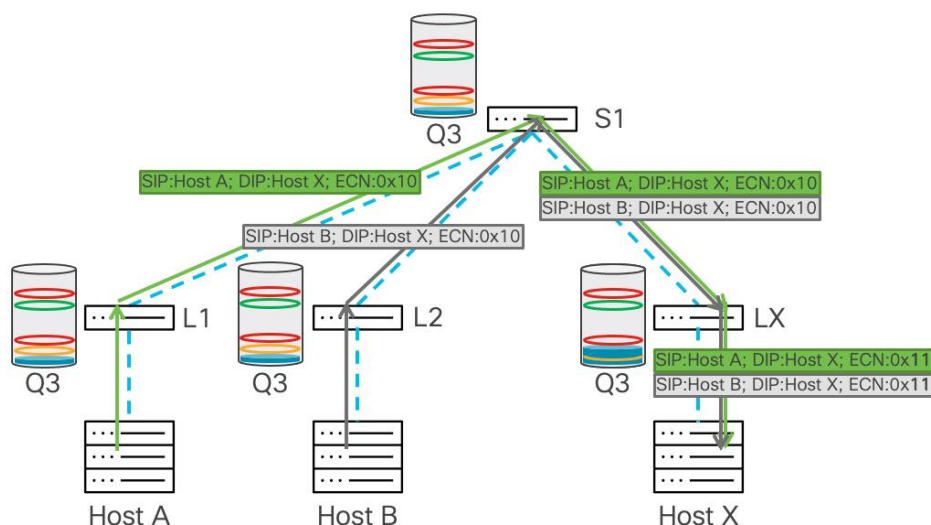 Q3
S1
SIP:Host A; DIP:Host X; ECN:0x10
SIP:Host A; DIP:Host X; ECN:0x10
SIP:Host B; DIP:Host X; ECN:0x10
SIP:Host B; DIP:Host X; ECN:0x10
L1
L2
LX
Q3
Q3
Q3
SIP:Host A; DIP:Host X; ECN:0x11
SIP:Host B; DIP:Host X; ECN:0x11
Host A
Host B
Host X